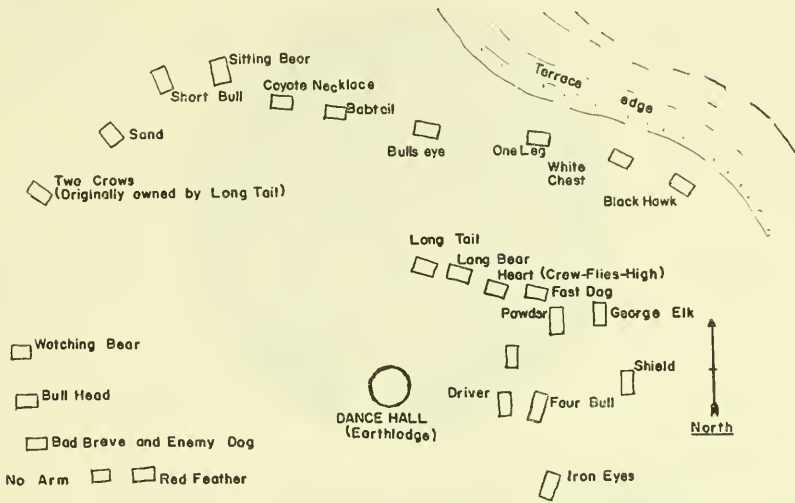 Sitting Bear
Short Bull
Coyote Necklace
Babtail
Sand
Bulls eye
One Leg
Terrace edge
White
Chest
Black Hawk
Two Crows
(Originally owned by Long Tail)
Long Tail
Long Bear
Heart (Crow-Flies-High)
Fast Dog
Powder
George Elk
Watching Bear
Shield
Bull Head
Driver
Four Bull
DANCE HALL
(Earthlodge)
North
Bad Brave and Enemy Dog
No Arm
Red Feather
Iron Eyes